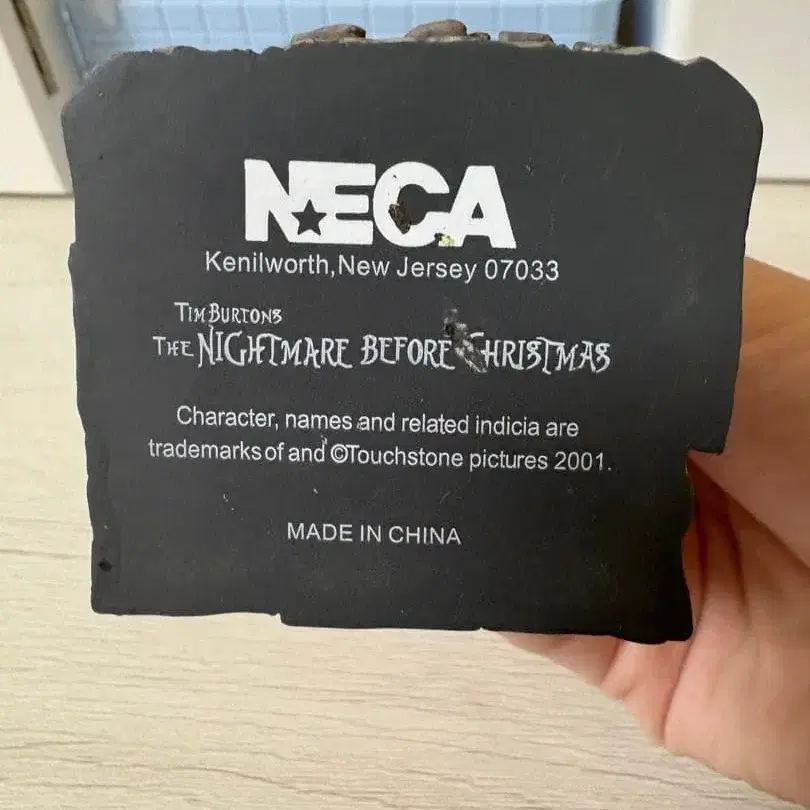 NECA
Kenilworth,New Jersey 07033
TIM BURTONS
THE NIGHTMARE BEFORE CHRISTMAS
Character, names and related indicia are
trademarks of and ©Touchstone pictures 2001.
MADE IN CHINA